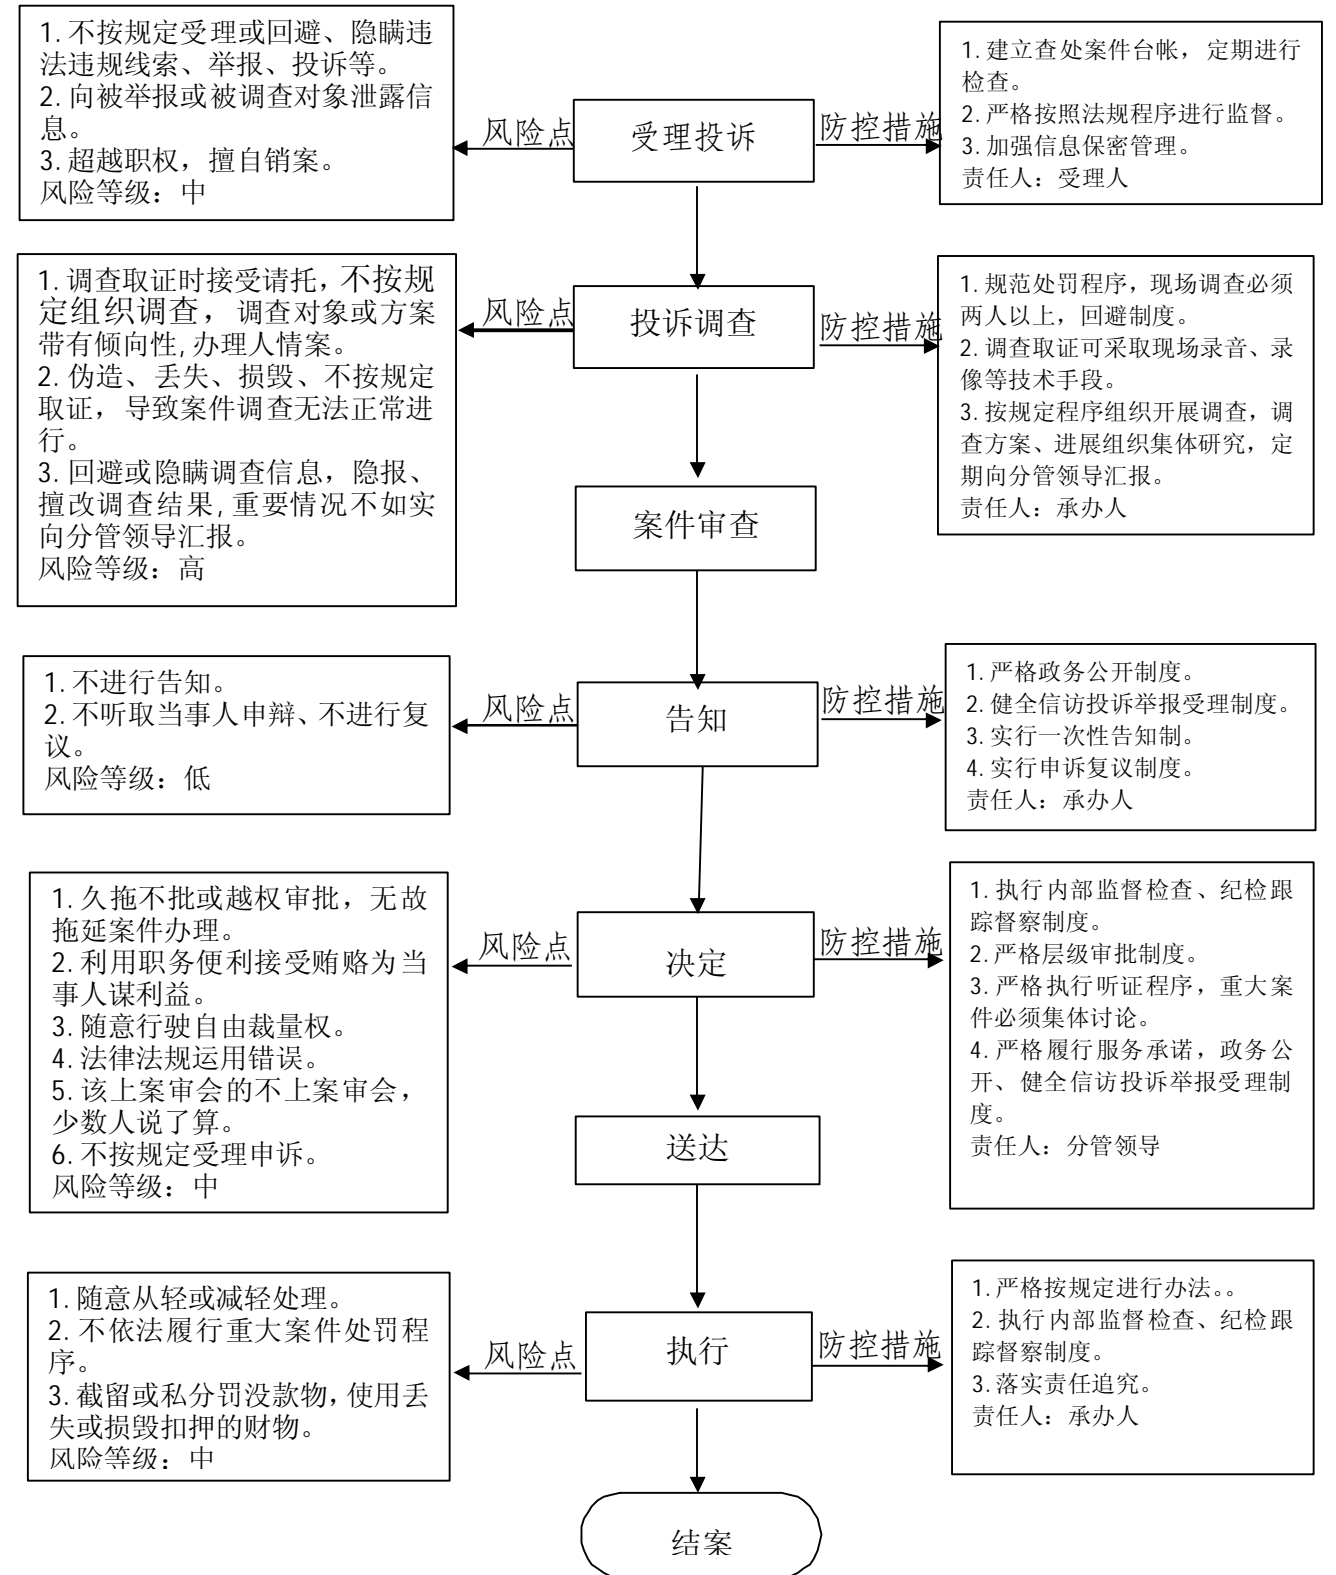 1. 不按规定受理或回避、隐瞒违
法违规线索、举报、投诉等。
2. 向被举报或被调查对象泄露信
息。
3. 超越职权，擅自销案。
风险等级：中
风险点
受理投诉
防控措施
1. 建立查处案件台帐，定期进行
检查。
2. 严格按照法规程序进行监督。
3. 加强信息保密管理。
责任人：受理人
1. 调查取证时接受请托，不按规
定组织调查，调查对象或方案
带有倾向性,办理人情案。
2. 伪造、丢失、损毁、不按规定
取证，导致案件调查无法正常进
行。
3. 回避或隐瞒调查信息，隐报、
擅改调查结果,重要情况不如实
向分管领导汇报。
风险等级：高
风险点
投诉调查
防控措施
1. 规范处罚程序，现场调查必须
两人以上，回避制度。
2. 调查取证可采取现场录音、录
像等技术手段。
3. 按规定程序组织开展调查，调
查方案、进展组织集体研究，定
期向分管领导汇报。
责任人：承办人
案件审查
1. 不进行告知。
2. 不听取当事人申辩、不进行复
议。
风险等级：低
风险点
告知
防控措施
1. 严格政务公开制度。
2. 健全信访投诉举报受理制度。
3. 实行一次性告知制。
4. 实行申诉复议制度。
责任人：承办人
1. 久拖不批或越权审批，无故
拖延案件办理。
2. 利用职务便利接受贿赂为当
事人谋利益。
3. 随意行驶自由裁量权。
4. 法律法规运用错误。
5. 该上案审会的不上案审会，
少数人说了算。
6. 不按规定受理申诉。
风险等级：中
风险点
决定
防控措施
1. 执行内部监督检查、纪检跟
踪督察制度。
2. 严格层级审批制度。
3. 严格执行听证程序，重大案
件必须集体讨论。
4. 严格履行服务承诺，政务公
开、健全信访投诉举报受理制
度。
责任人：分管领导
送达
1. 随意从轻或减轻处理。
2. 不依法履行重大案件处罚程
序。
3. 截留或私分罚没款物，使用丢
失或损毁扣押的财物。
风险等级：中
风险点
执行
防控措施
1. 严格按规定进行办法。。
2. 执行内部监督检查、纪检跟
踪督察制度。
3. 落实责任追究。
责任人：承办人
结案